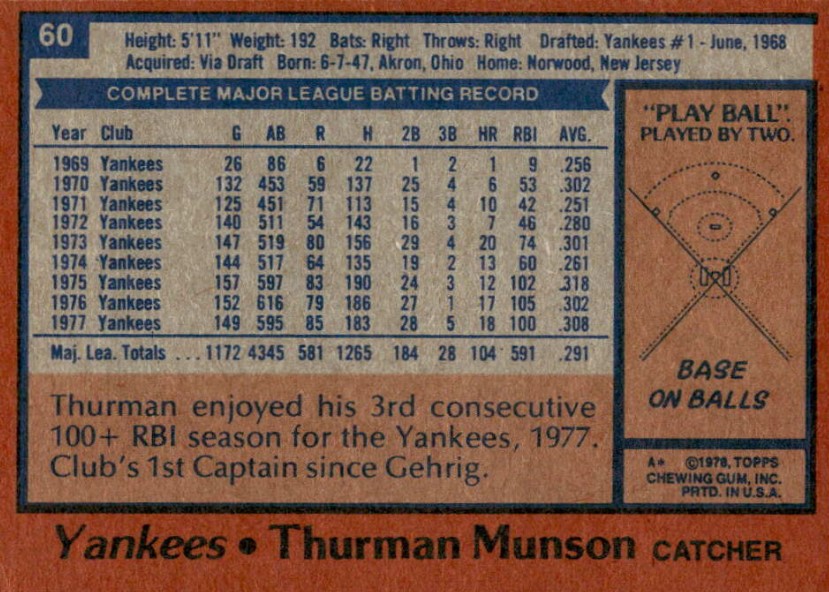 60
Height: 5'11" Weight: 192 Bats: Right Throws: Right Drafted: Yankees #1 - June, 1968
Acquired: Via Draft Born: 6-7-47, Akron, Ohio Home: Norwood, New Jersey
COMPLETE MAJOR LEAGUE BATTING RECORD
Year Club G AB R H 2B 3B HR RBI AVG.
1969 Yankees 26 86 6 22 1 2 1 9 .256
1970 Yankees 132 453 59 137 25 4 6 53 .302
1971 Yankees 125 451 71 113 15 4 10 42 .251
1972 Yankees 140 511 54 143 16 3 7 46 .280
1973 Yankees 147 519 80 156 29 4 20 74 .301
1974 Yankees 144 517 64 135 19 2 13 60 .261
1975 Yankees 157 597 83 190 24 3 12 102 .318
1976 Yankees 152 616 79 186 27 1 17 105 .302
1977 Yankees 149 595 85 183 28 5 18 100 .308
Maj. Lea. Totals ... 1172 4345 581 1265 184 28 104 591 .291
Thurman enjoyed his 3rd consecutive
100+ RBI season for the Yankees, 1977.
Club's 1st Captain since Gehrig.
"PLAY BALL".
PLAYED BY TWO.
BASE
ON BALLS
A* ©1978, TOPPS
CHEWING GUM, INC.
PRTD. IN U.S.A.
Yankees • Thurman Munson CATCHER